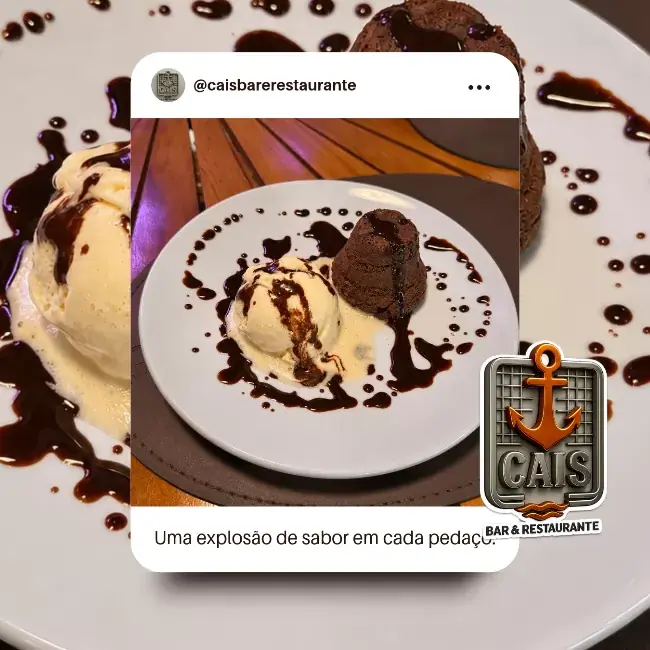 @caisbarerestaurante
Uma explosão de sabor em cada pedaço.
CAIS
BAR & RESTAURANTE